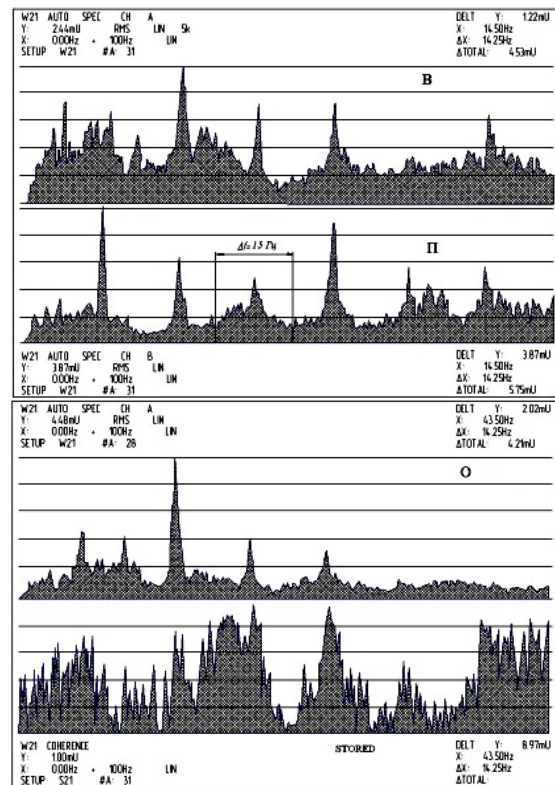 W21 AUTO SPEC CH A DELT Y: 1.22mU
Y: 2.44mU RMS LIN 5k X: 14.50Hz
X: 0.00Hz + 100Hz LIN ΔX: 14.25Hz
SETUP W21 #A: 31 ΔTOTAL: 4.53mU
В
Δf=15 Гц
П
W21 AUTO SPEC CH B DELT Y: 3.87mU
Y: 3.87mU RMS LIN X: 14.50Hz
X: 0.00Hz + 100Hz LIN ΔX: 14.25Hz
SETUP W21 #A: 31 ΔTOTAL: 5.75mU
W21 AUTO SPEC CH A DELT Y: 2.02mU
Y: 4.48mU RMS LIN X: 43.50Hz
X: 0.00Hz + 100Hz LIN ΔX: 14.25Hz
SETUP W21 #A: 28 ΔTOTAL: 4.21mU
О
W21 COHERENCE STORED DELT Y: 8.97mU
1.00mU X: 43.50Hz
X: 0.00Hz + 100Hz LIN ΔX: 14.25Hz
SETUP S21 #A: 31 ΔTOTAL: